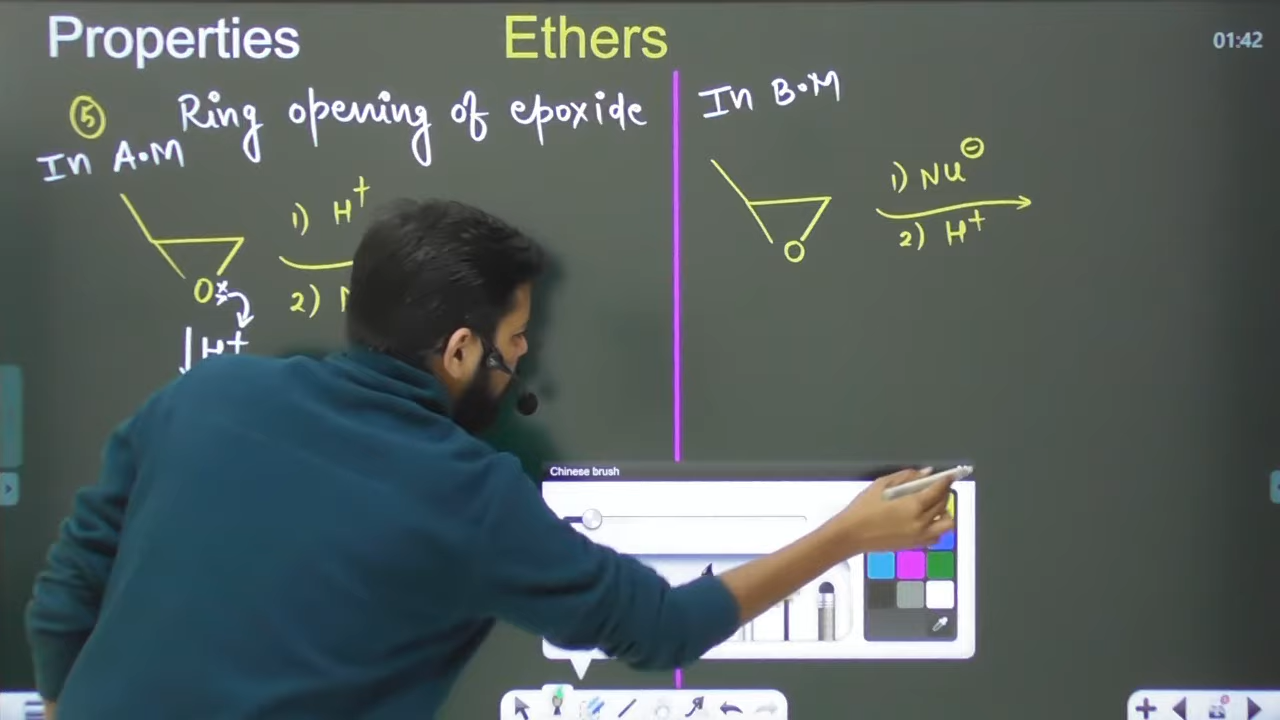 Properties
Ethers
01:42
⑤ Ring opening of epoxide
In A.M
1) H⁺
2)
O
H⁺
In B.M
1) Nu⊖
2) H⁺
O
Chinese brush